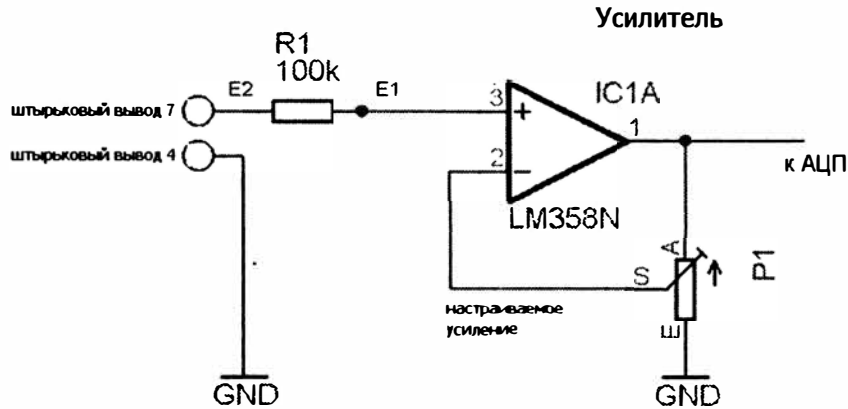 Усилитель
R1
100k
E2
E1
штырьковый вывод 7
штырьковый вывод 4
3
+
IC1A
1
2
−
LM358N
к АЦП
A
S
P1
E
настраиваемое
усиление
GND
GND